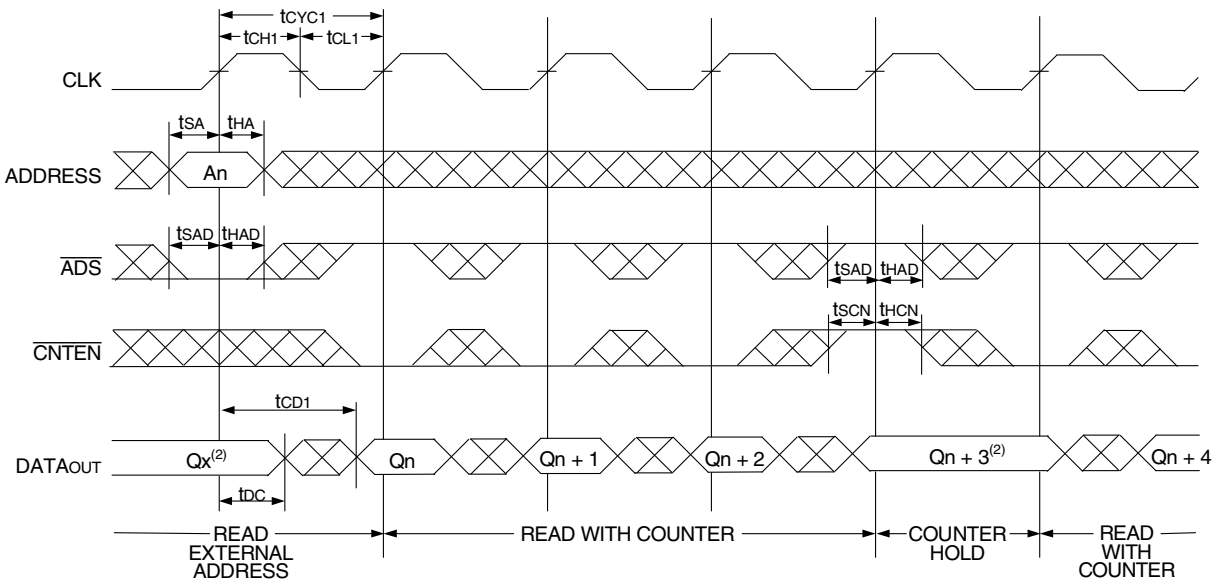 tCYC1
tCH1 tCL1
CLK
tSA tHA
ADDRESS An
tSAD tHAD
ADS
tSAD tHAD
tSCN tHCN
CNTEN
tCD1
DATAOUT Qx(2) Qn Qn + 1 Qn + 2 Qn + 3(2) Qn + 4
tDC
READ EXTERNAL ADDRESS
READ WITH COUNTER
COUNTER HOLD
READ WITH COUNTER